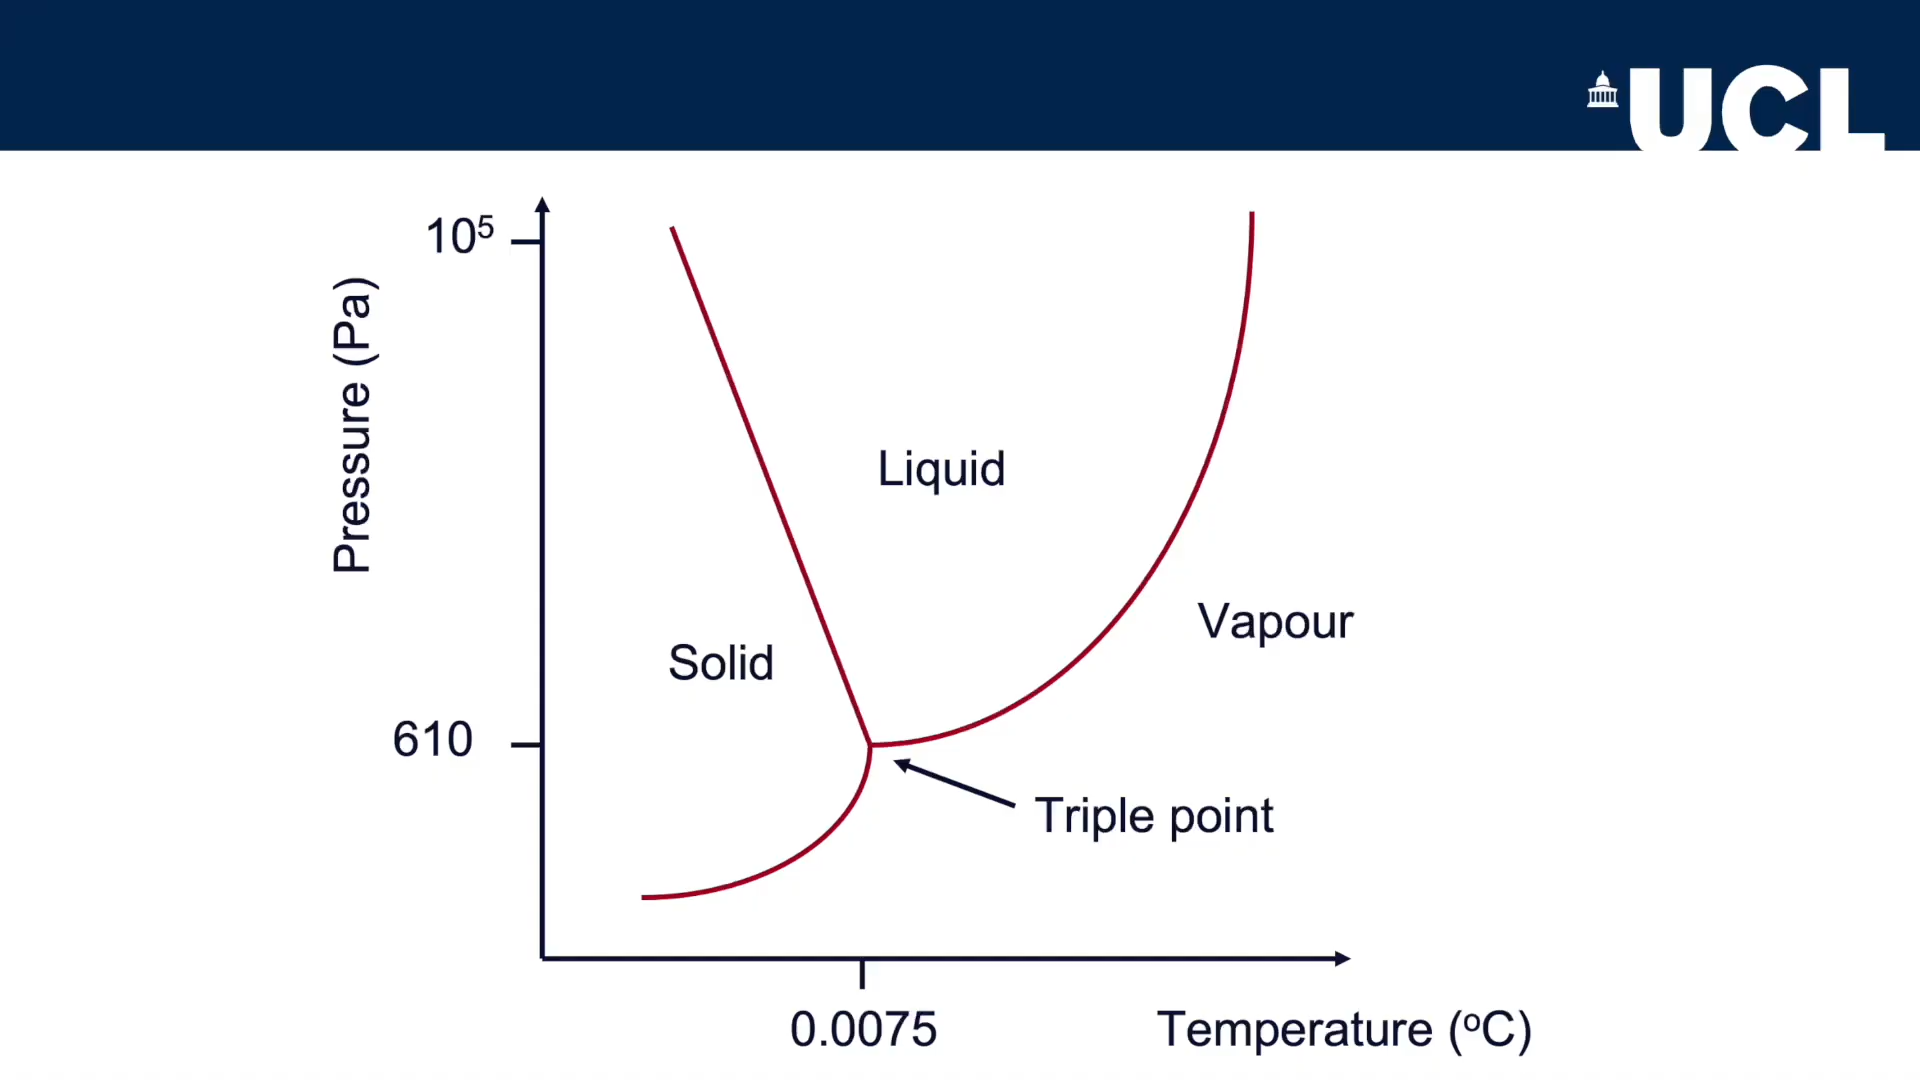 UCL
10⁵
Pressure (Pa)
Liquid
Vapour
Solid
610
Triple point
0.0075
Temperature (ºC)